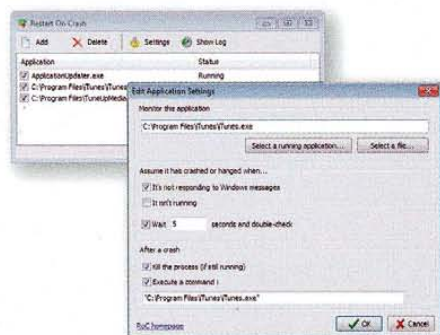 Restart On Crash
Add Delete Settings Show Log
Application Status
ApplicationUpdater.exe Running
C:\Program Files\iTunes\iTunes
C:\Program Files\TuneUpMedia
Edit Application Settings
Monitor this application
C:\Program Files\iTunes\iTunes.exe
Select a running application... Select a file...
Assume it has crashed or hanged when...
It's not responding to Windows messages
It isn't running
Wait 5 seconds and double-check
After a crash
Kill the process (if still running)
Execute a command :
"C:\Program Files\iTunes\iTunes.exe"
RoC homepage OK Cancel